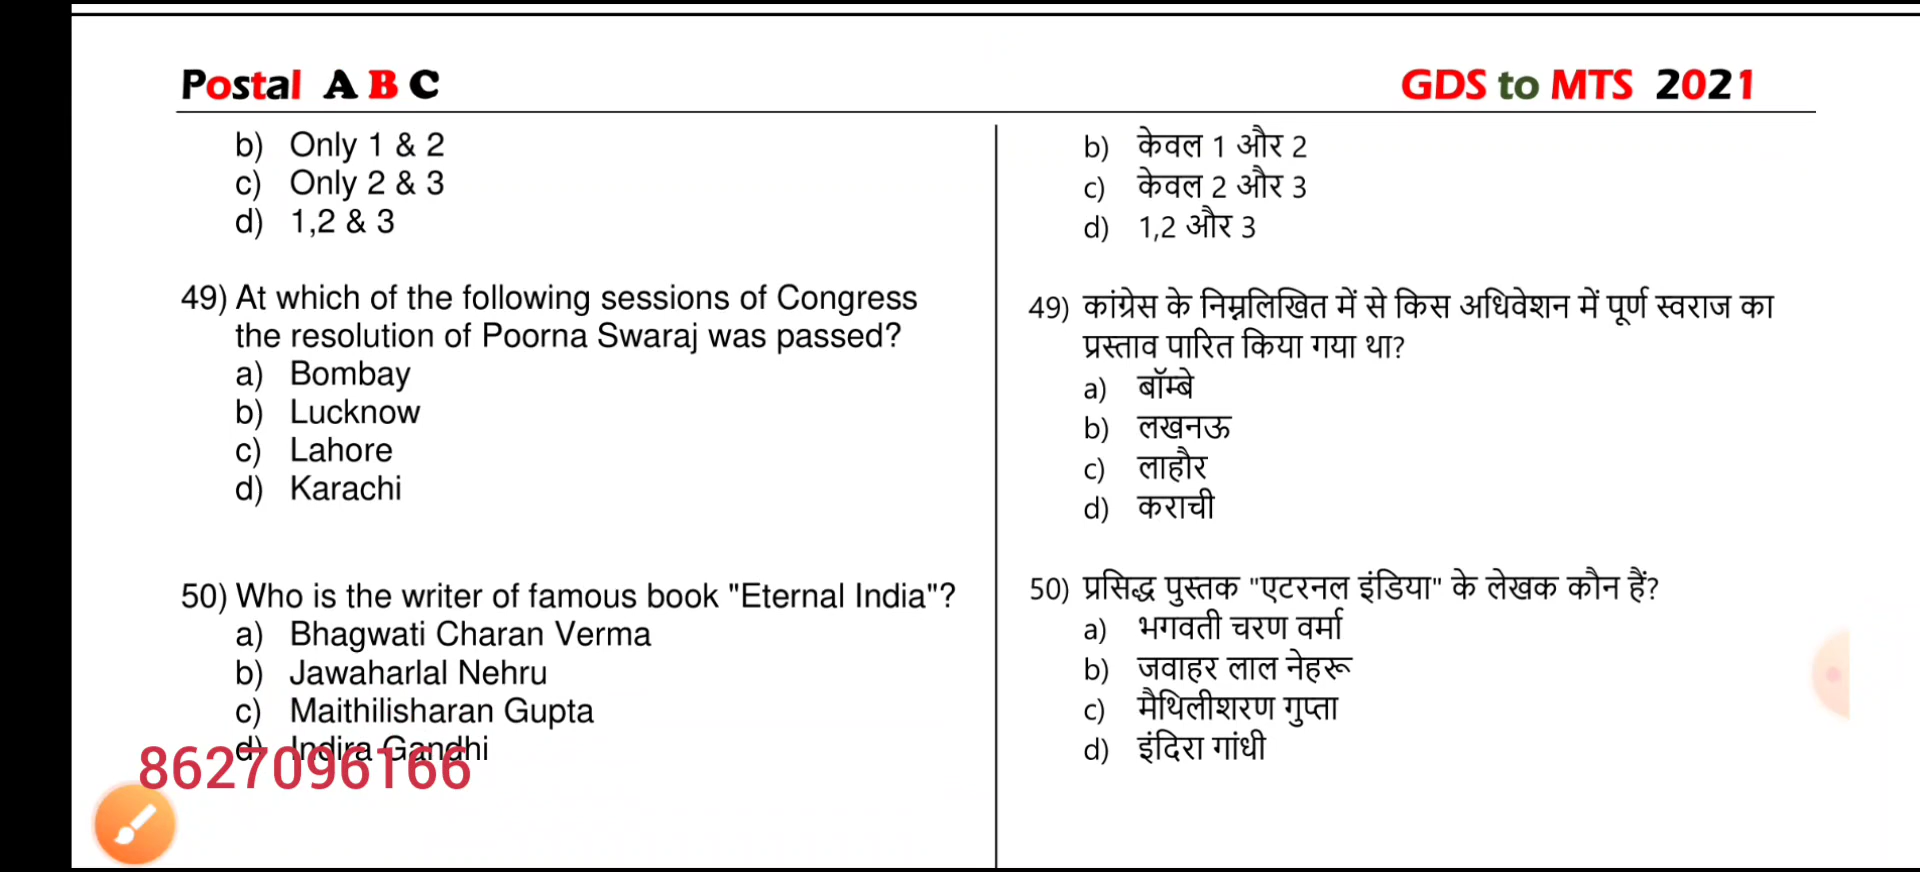 Postal A B C
GDS to MTS 2021
b) Only 1 & 2
c) Only 2 & 3
d) 1,2 & 3
49) At which of the following sessions of Congress
the resolution of Poorna Swaraj was passed?
a) Bombay
b) Lucknow
c) Lahore
d) Karachi
50) Who is the writer of famous book "Eternal India"?
a) Bhagwati Charan Verma
b) Jawaharlal Nehru
c) Maithilisharan Gupta
d) Indira Gandhi
8627096166
b) केवल 1 और 2
c) केवल 2 और 3
d) 1,2 और 3
49) कांग्रेस के निम्नलिखित में से किस अधिवेशन में पूर्ण स्वराज का
प्रस्ताव पारित किया गया था?
a) बॉम्बे
b) लखनऊ
c) लाहौर
d) कराची
50) प्रसिद्ध पुस्तक "एटरनल इंडिया" के लेखक कौन हैं?
a) भगवती चरण वर्मा
b) जवाहर लाल नेहरू
c) मैथिलीशरण गुप्ता
d) इंदिरा गांधी